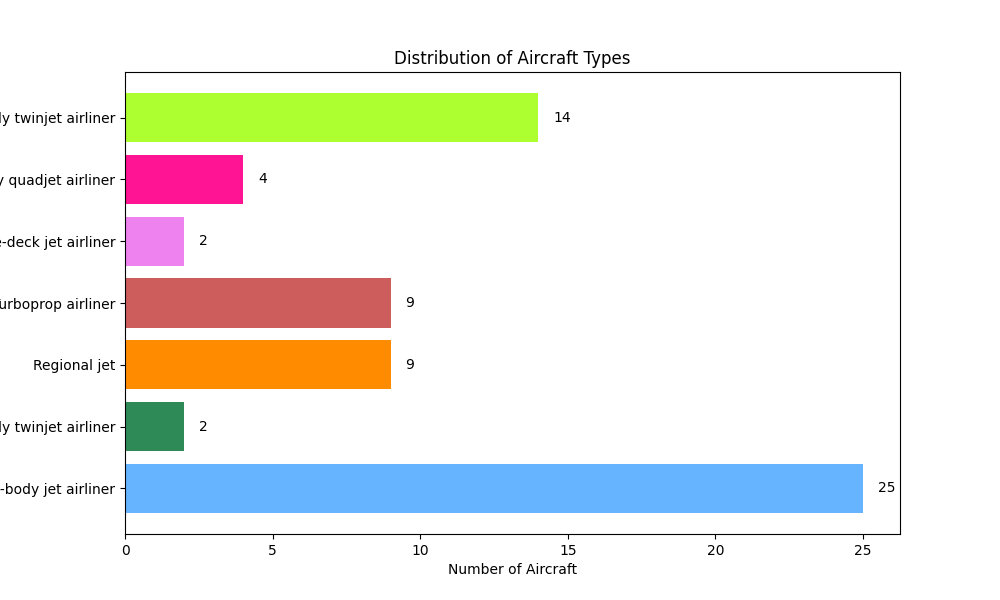 Distribution of Aircraft Types
ly twinjet airliner
14
y quadjet airliner
4
e-deck jet airliner
2
urboprop airliner
9
Regional jet
9
ly twinjet airliner
2
-body jet airliner
25
0 5 10 15 20 25
Number of Aircraft